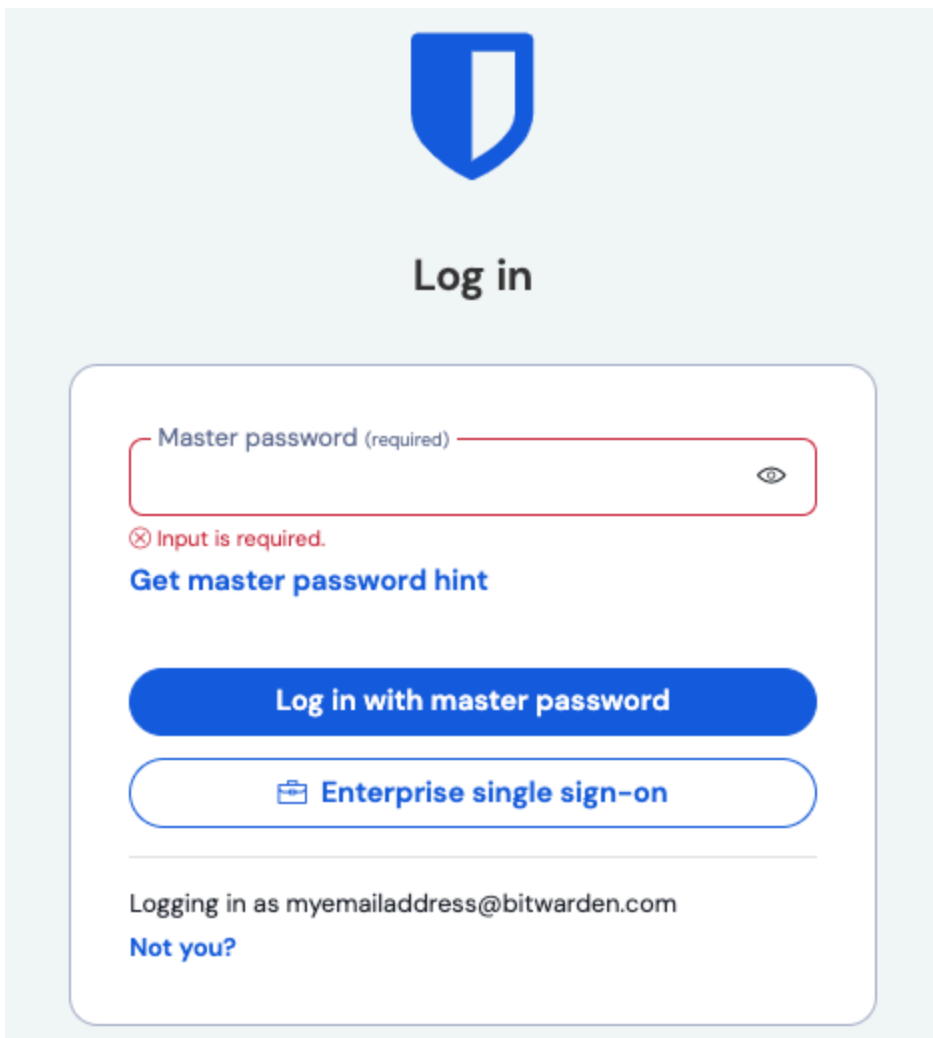 Log in
Master password (required)
Input is required.
Get master password hint
Log in with master password
Enterprise single sign-on
Logging in as myemailaddress@bitwarden.com
Not you?